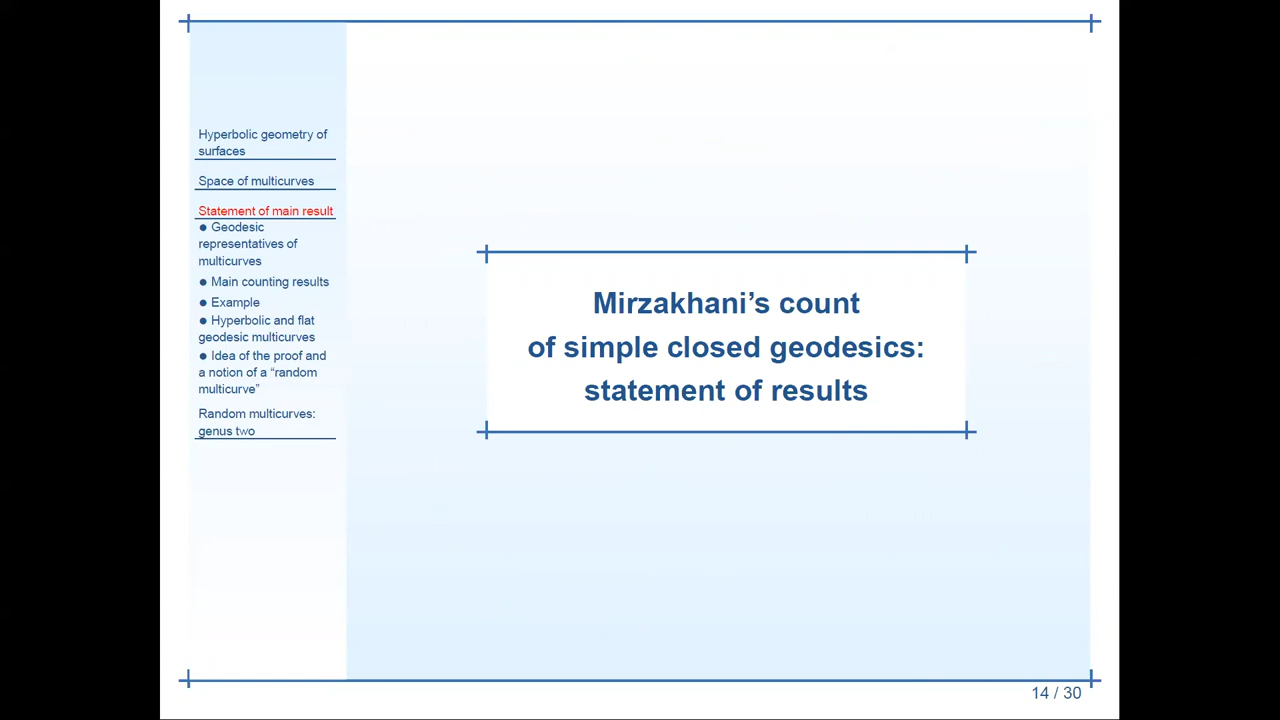 Hyperbolic geometry of
surfaces
Space of multicurves
Statement of main result
● Geodesic
representatives of
multicurves
● Main counting results
● Example
● Hyperbolic and flat
geodesic multicurves
● Idea of the proof and
a notion of a “random
multicurve”
Random multicurves:
genus two
Mirzakhani’s count
of simple closed geodesics:
statement of results
14 / 30